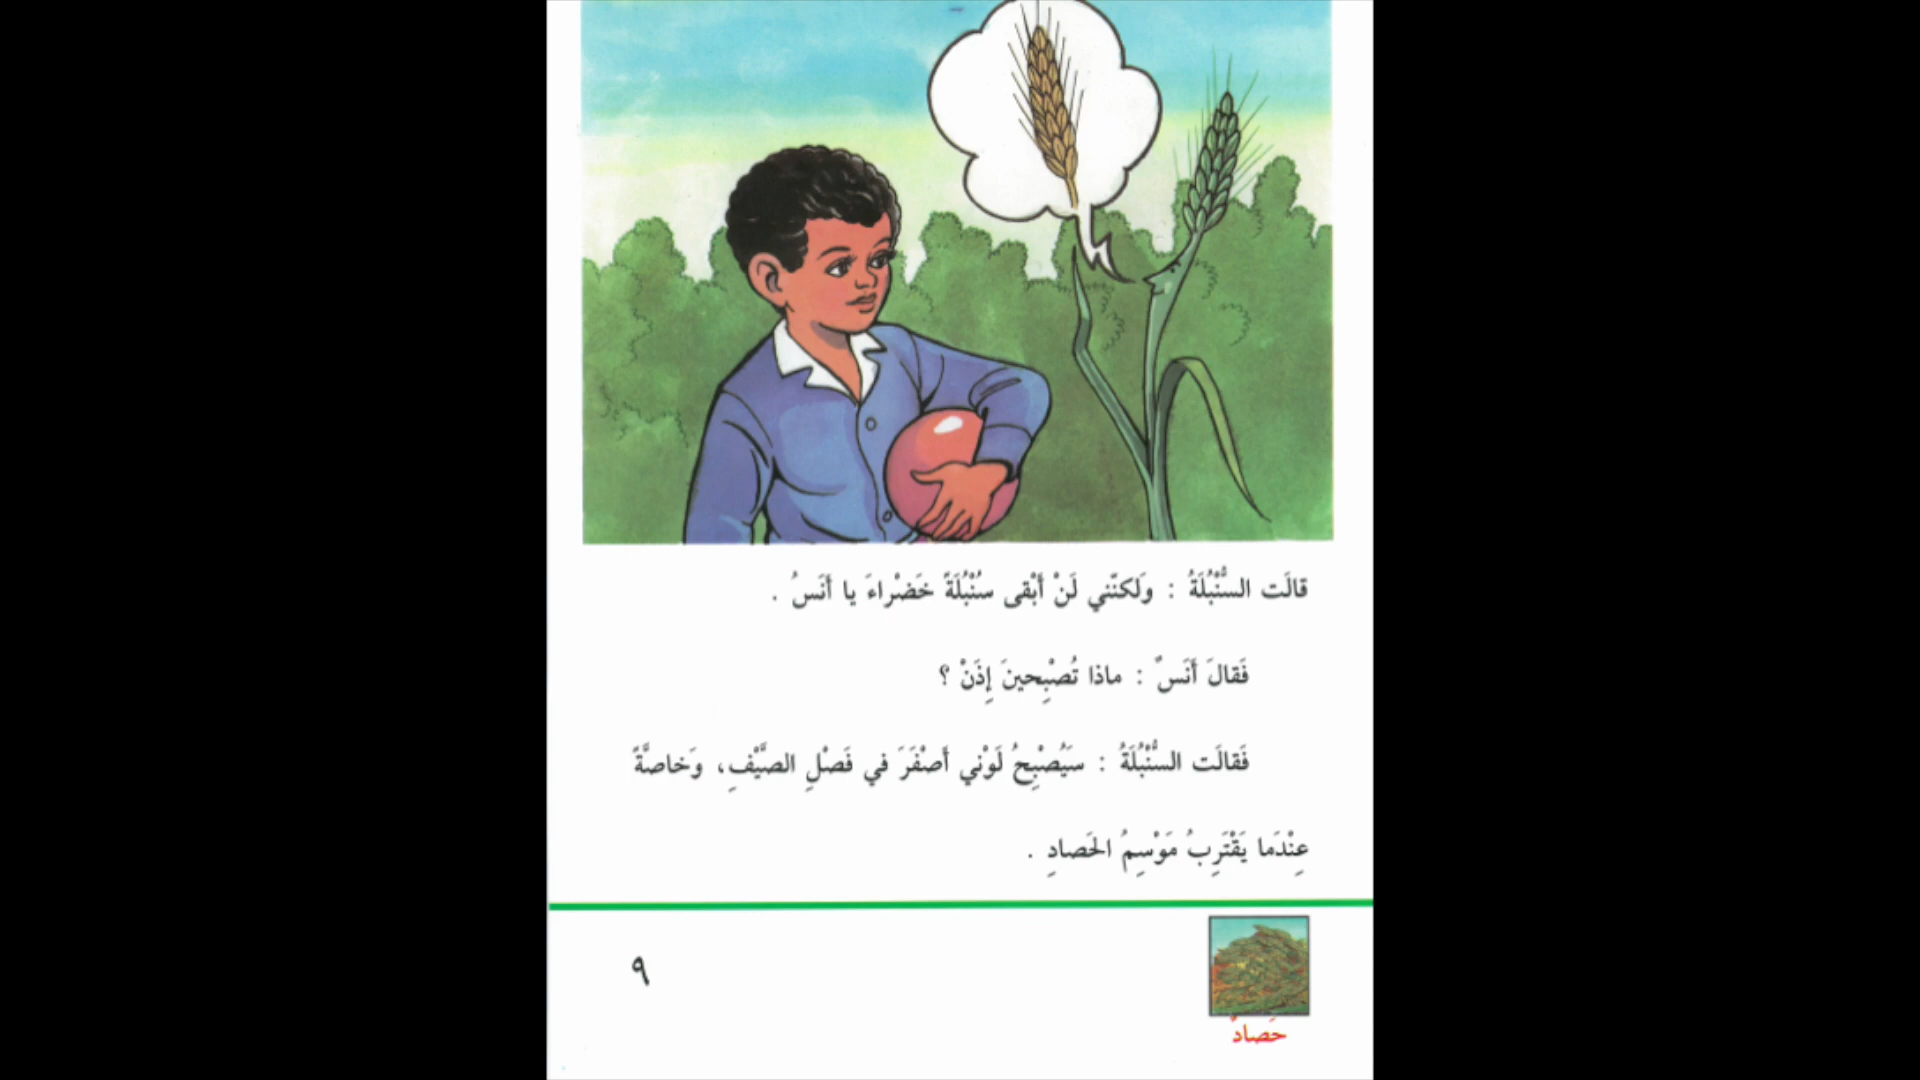 قالَت السُّنْبُلَةُ : ولَكنّني لَنْ أَبْقى سُنْبُلَةً خَضْراءَ يا أَنَسُ .
فَقالَ أَنَسٌ : ماذا تُصْبِحينَ إِذَنْ ؟
فَقالَت السُّنْبُلَةُ : سَيُصْبِحُ لَوْني أَصْفَرَ في فَصْلِ الصَّيْفِ، وَخاصَّةً
عِنْدَما يَقْتَرِبُ مَوْسِمُ الحَصادِ .
حَصادٌ
٩